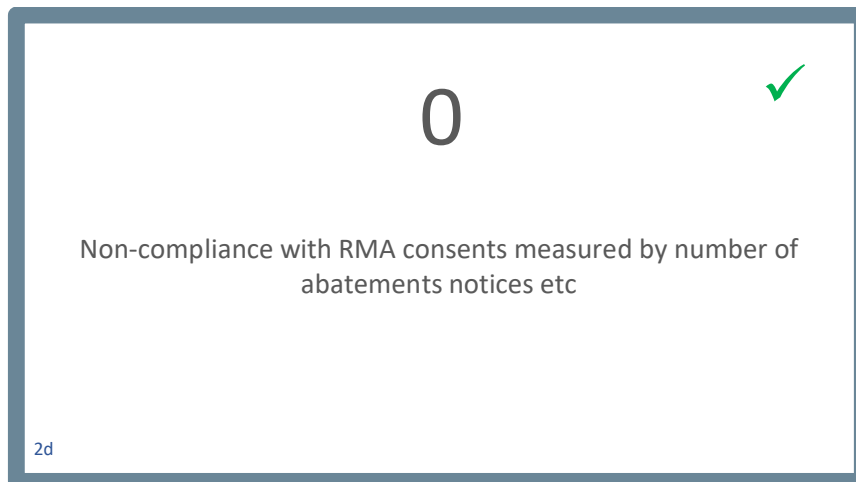 0
✓
Non-compliance with RMA consents measured by number of
abatements notices etc
2d